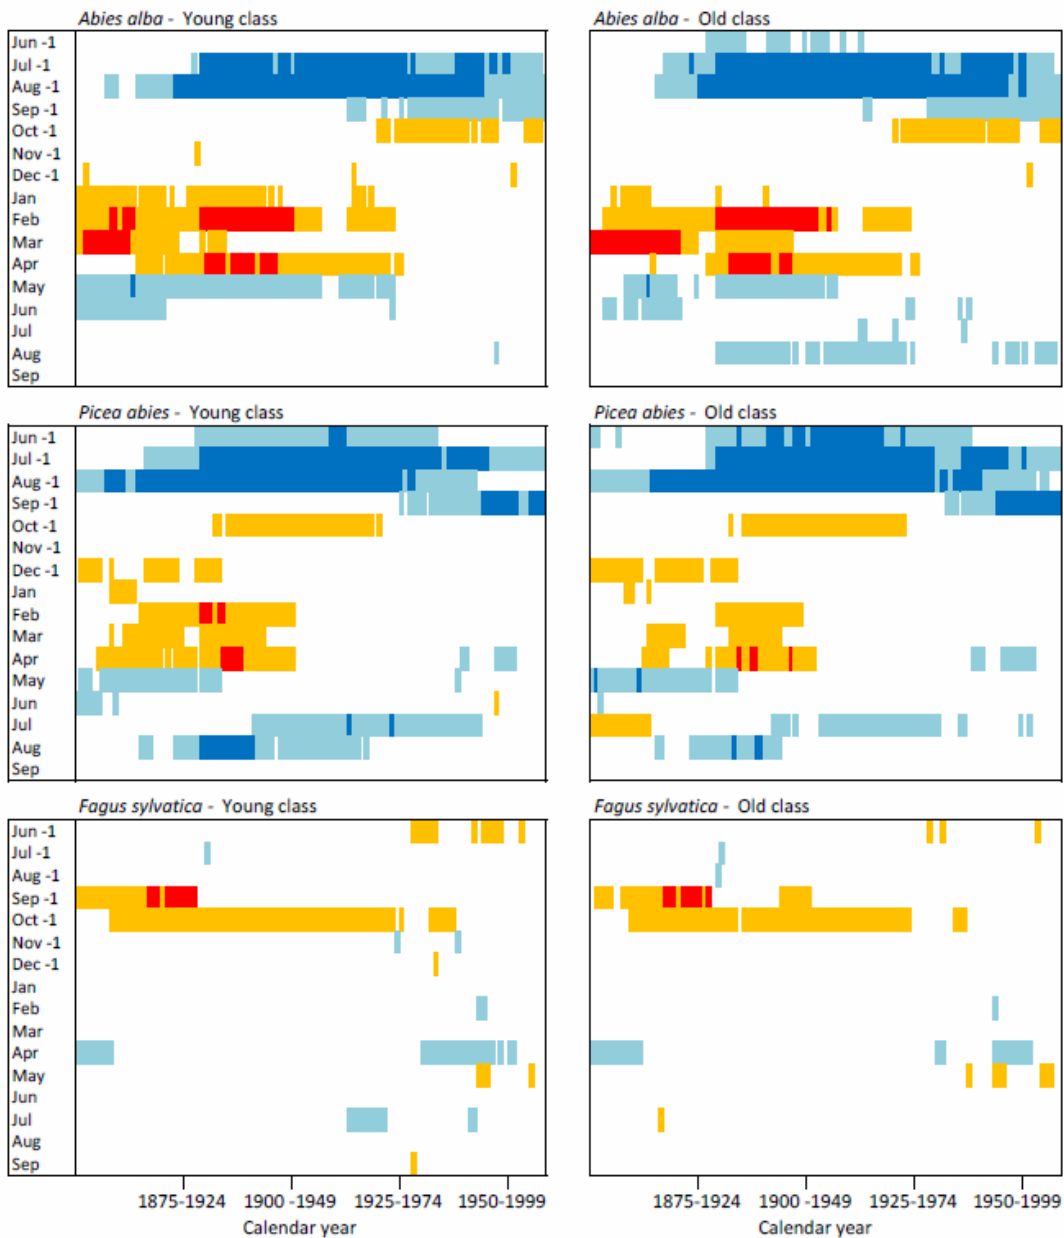 Abies alba - Young class
Abies alba - Old class
Jun -1
Jul -1
Aug -1
Sep -1
Oct -1
Nov -1
Dec -1
Jan
Feb
Mar
Apr
May
Jun
Jul
Aug
Sep
Picea abies - Young class
Picea abies - Old class
Jun -1
Jul -1
Aug -1
Sep -1
Oct -1
Nov -1
Dec -1
Jan
Feb
Mar
Apr
May
Jun
Jul
Aug
Sep
Fagus sylvatica - Young class
Fagus sylvatica - Old class
Jun -1
Jul -1
Aug -1
Sep -1
Oct -1
Nov -1
Dec -1
Jan
Feb
Mar
Apr
May
Jun
Jul
Aug
Sep
1875-1924 1900-1949 1925-1974 1950-1999
1875-1924 1900-1949 1925-1974 1950-1999
Calendar year
Calendar year